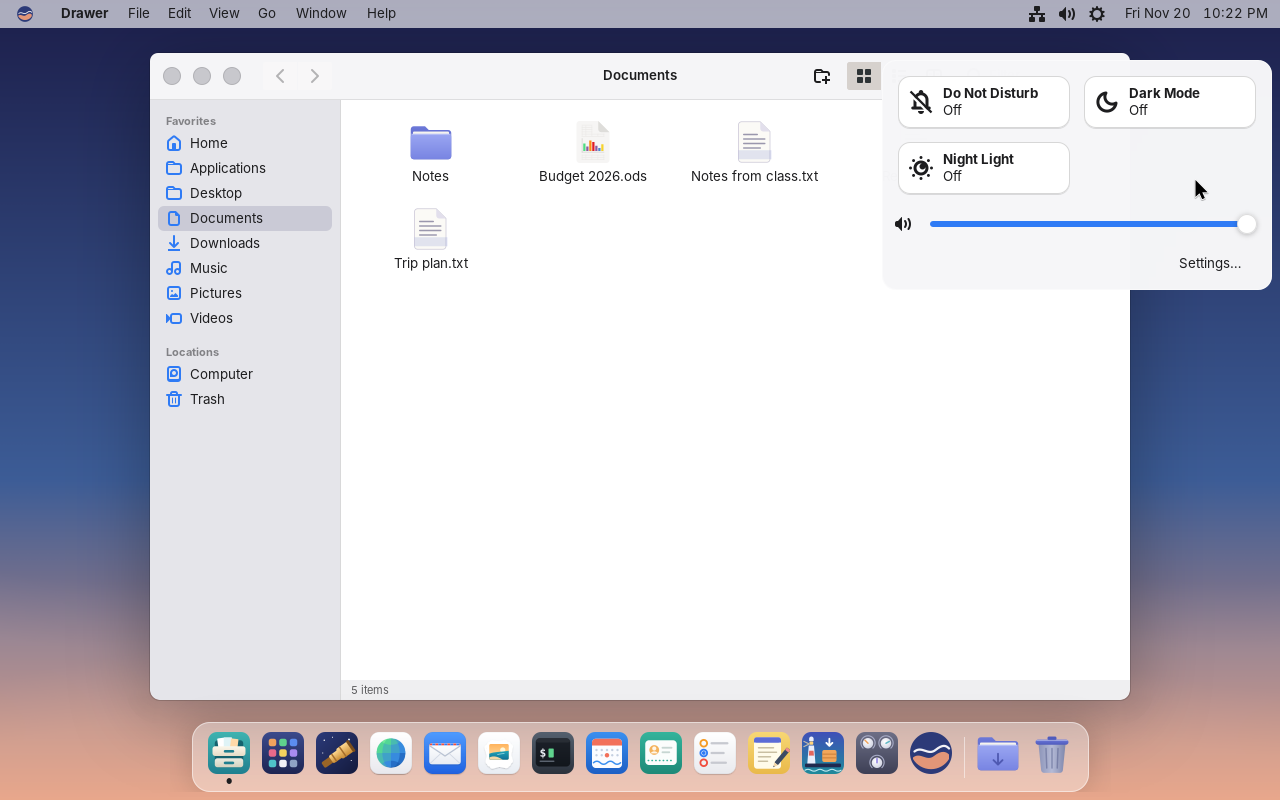 Drawer File Edit View Go Window Help Fri Nov 20 10:22 PM
Documents
Do Not Disturb
Off
Dark Mode
Off
Night Light
Off
Settings...
Favorites
Home
Applications
Desktop
Documents
Downloads
Music
Pictures
Videos
Locations
Computer
Trash
Notes
Budget 2026.ods
Notes from class.txt
Trip plan.txt
5 items
$